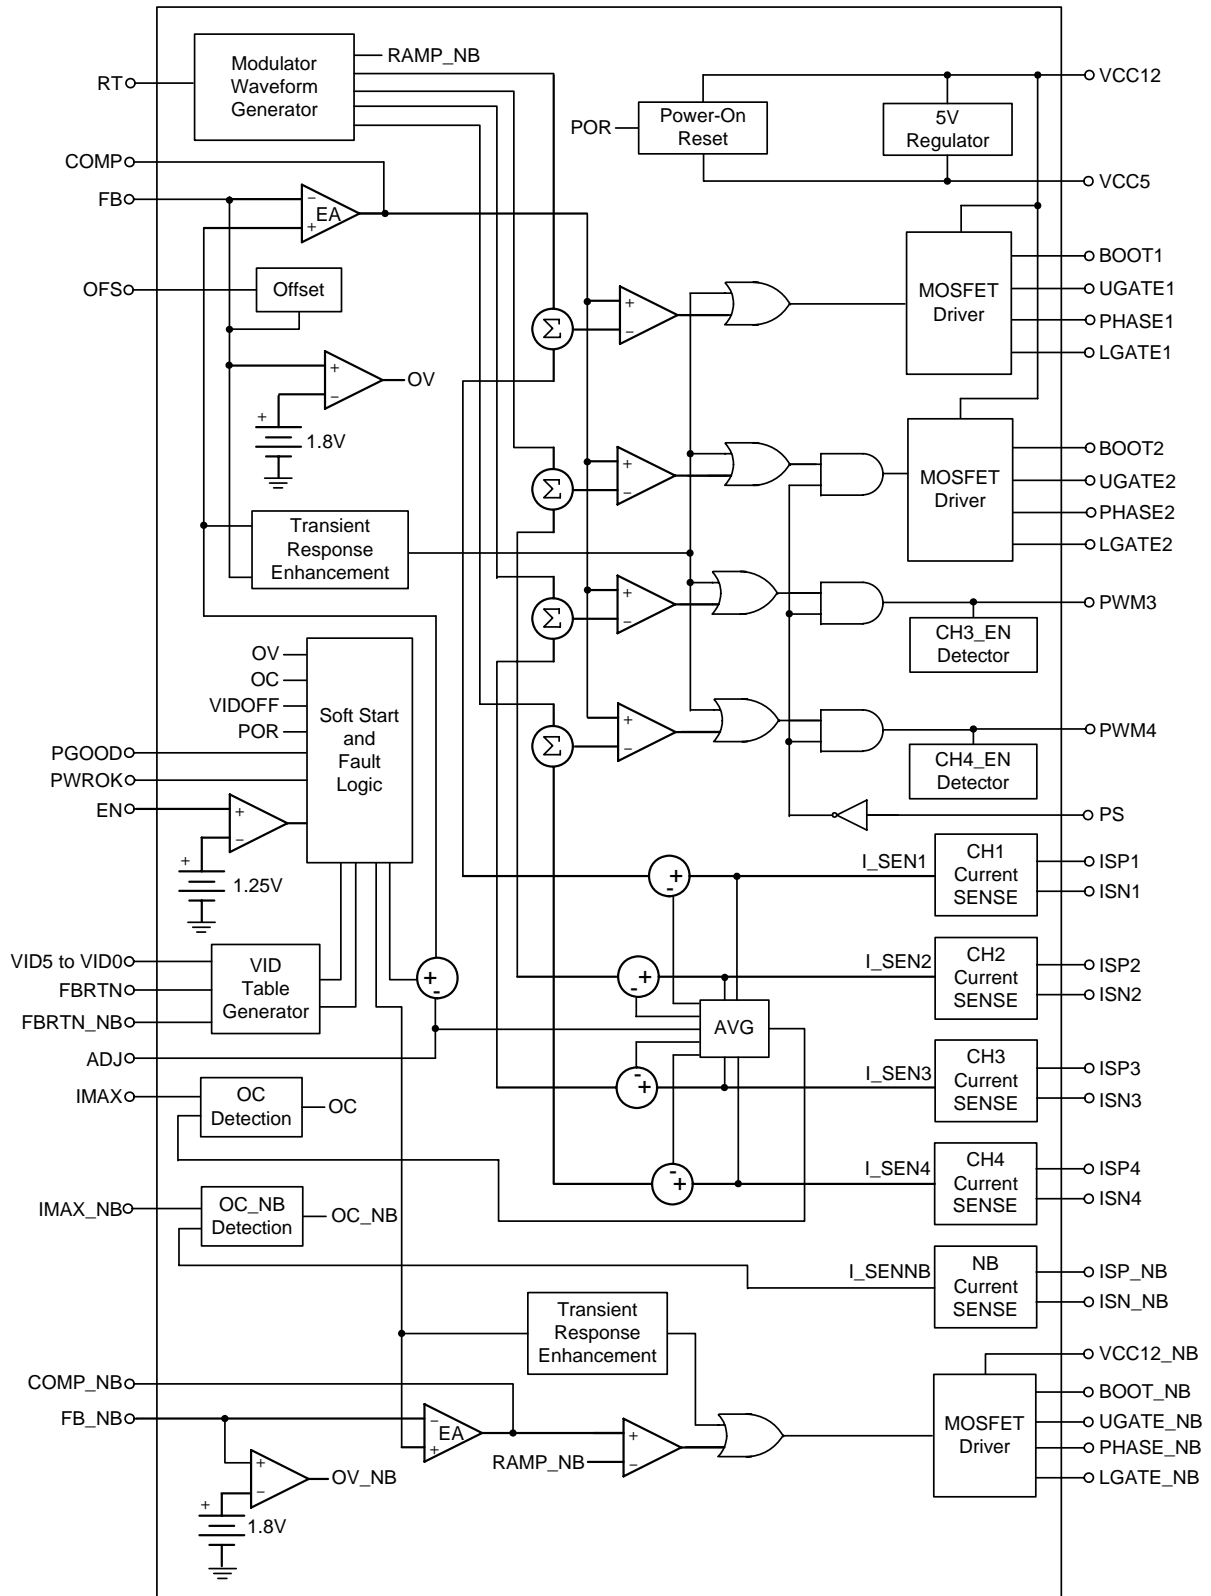 RAMP_NB
Modulator
Waveform
Generator
RT
VCC12
POR
Power-On
Reset
5V
Regulator
COMP
VCC5
FB
−
EA
+
BOOT1
OFS
Offset
MOSFET
Driver
UGATE1
PHASE1
LGATE1
+
−
Σ
+
−
OV
+
1.8V
BOOT2
MOSFET
Driver
UGATE2
PHASE2
LGATE2
+
−
Σ
Transient
Response
Enhancement
+
−
Σ
PWM3
CH3_EN
Detector
OV
OC
VIDOFF
POR
Soft Start
and
Fault
Logic
+
−
Σ
PWM4
CH4_EN
Detector
PGOOD
PWROK
EN
+
−
PS
+
1.25V
I_SEN1
CH1
Current
SENSE
ISP1
ISN1
+
-
VID5 to VID0
FBRTN
FBRTN_NB
VID
Table
Generator
+
-
+
-
I_SEN2
CH2
Current
SENSE
ISP2
ISN2
AVG
ADJ
-
+
I_SEN3
CH3
Current
SENSE
ISP3
ISN3
IMAX
OC
Detection
OC
-
+
I_SEN4
CH4
Current
SENSE
ISP4
ISN4
IMAX_NB
OC_NB
Detection
OC_NB
I_SENNB
NB
Current
SENSE
ISP_NB
ISN_NB
Transient
Response
Enhancement
VCC12_NB
COMP_NB
FB_NB
−
EA
+
+
−
RAMP_NB
MOSFET
Driver
BOOT_NB
UGATE_NB
PHASE_NB
LGATE_NB
+
−
OV_NB
+
1.8V